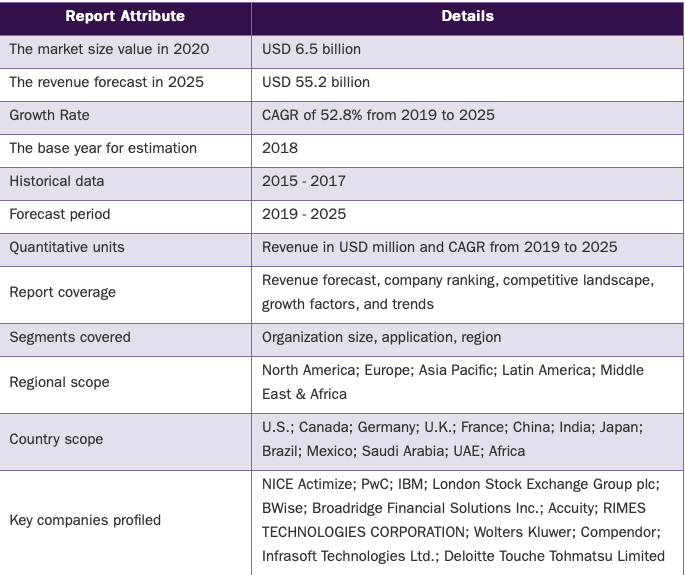 Report Attribute Details
The market size value in 2020 USD 6.5 billion
The revenue forecast in 2025 USD 55.2 billion
Growth Rate CAGR of 52.8% from 2019 to 2025
The base year for estimation 2018
Historical data 2015 - 2017
Forecast period 2019 - 2025
Quantitative units Revenue in USD million and CAGR from 2019 to 2025
Report coverage
Revenue forecast, company ranking, competitive landscape,
growth factors, and trends
Segments covered Organization size, application, region
Regional scope
North America; Europe; Asia Pacific; Latin America; Middle
East & Africa
Country scope
U.S.; Canada; Germany; U.K.; France; China; India; Japan;
Brazil; Mexico; Saudi Arabia; UAE; Africa
Key companies profiled
NICE Actimize; PwC; IBM; London Stock Exchange Group plc;
BWise; Broadridge Financial Solutions Inc.; Accuity; RIMES
TECHNOLOGIES CORPORATION; Wolters Kluwer; Compendor;
Infrasoft Technologies Ltd.; Deloitte Touche Tohmatsu Limited